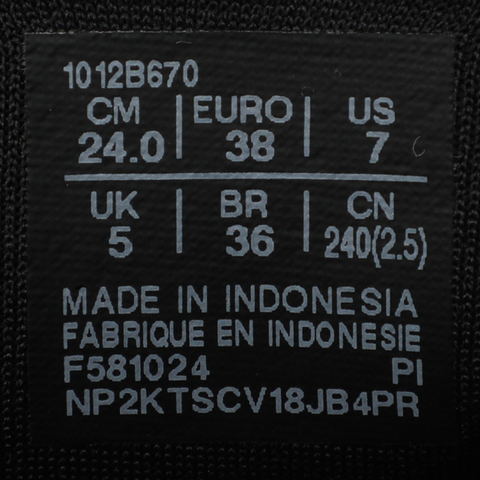 1012B670
CM | EURO | US
24.0 | 38 | 7
UK | BR | CN
5 | 36 | 240(2.5)
MADE IN INDONESIA
FABRIQUE EN INDONESIE
F581024 PI
NP2KTSCV18JB4PR